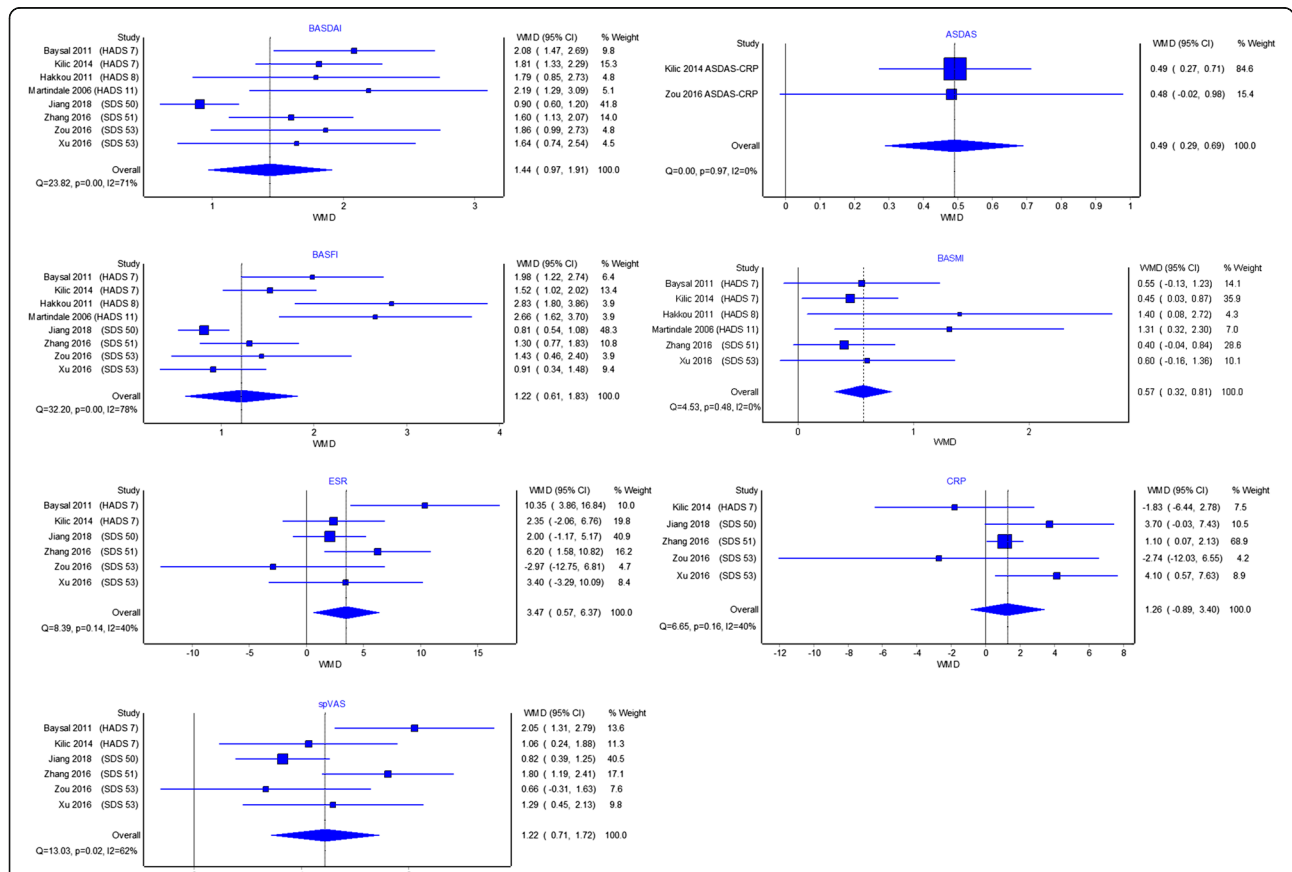 BASDAI
Study WMD (95% CI) % Weight
Baysal 2011 (HADS 7) 2.08 ( 1.47, 2.69) 9.8
Kilic 2014 (HADS 7) 1.81 ( 1.33, 2.29) 15.3
Hakkou 2011 (HADS 8) 1.79 ( 0.85, 2.73) 4.8
Martindale 2006 (HADS 11) 2.19 ( 1.29, 3.09) 5.1
Jiang 2018 (SDS 50) 0.90 ( 0.60, 1.20) 41.8
Zhang 2016 (SDS 51) 1.60 ( 1.13, 2.07) 14.0
Zou 2016 (SDS 53) 1.86 ( 0.99, 2.73) 4.8
Xu 2016 (SDS 53) 1.64 ( 0.74, 2.54) 4.5
Overall 1.44 ( 0.97, 1.91) 100.0
Q=23.82, p=0.00, I2=71%
1 2 3
WMD
ASDAS
Study WMD (95% CI) % Weight
Kilic 2014 ASDAS-CRP 0.49 ( 0.27, 0.71) 84.6
Zou 2016 ASDAS-CRP 0.48 ( -0.02, 0.98) 15.4
Overall 0.49 ( 0.29, 0.69) 100.0
Q=0.00, p=0.97, I2=0%
0 0.1 0.2 0.3 0.4 0.5 0.6 0.7 0.8 0.9 1
WMD
BASFI
Study WMD (95% CI) % Weight
Baysal 2011 (HADS 7) 1.98 ( 1.22, 2.74) 6.4
Kilic 2014 (HADS 7) 1.52 ( 1.02, 2.02) 13.4
Hakkou 2011 (HADS 8) 2.83 ( 1.80, 3.86) 3.9
Martindale 2006 (HADS 11) 2.66 ( 1.62, 3.70) 3.9
Jiang 2018 (SDS 50) 0.81 ( 0.54, 1.08) 48.3
Zhang 2016 (SDS 51) 1.30 ( 0.77, 1.83) 10.8
Zou 2016 (SDS 53) 1.43 ( 0.46, 2.40) 3.9
Xu 2016 (SDS 53) 0.91 ( 0.34, 1.48) 9.4
Overall 1.22 ( 0.61, 1.83) 100.0
Q=32.20, p=0.00, I2=78%
1 2 3 4
WMD
BASMI
Study WMD (95% CI) % Weight
Baysal 2011 (HADS 7) 0.55 ( -0.13, 1.23) 14.1
Kilic 2014 (HADS 7) 0.45 ( 0.03, 0.87) 35.9
Hakkou 2011 (HADS 8) 1.40 ( 0.08, 2.72) 4.3
Martindale 2006 (HADS 11) 1.31 ( 0.32, 2.30) 7.0
Zhang 2016 (SDS 51) 0.40 ( -0.04, 0.84) 28.6
Xu 2016 (SDS 53) 0.60 ( -0.16, 1.36) 10.1
Overall 0.57 ( 0.32, 0.81) 100.0
Q=4.53, p=0.48, I2=0%
0 1 2
WMD
ESR
Study WMD (95% CI) % Weight
Baysal 2011 (HADS 7) 10.35 ( 3.86, 16.84) 10.0
Kilic 2014 (HADS 7) 2.35 ( -2.06, 6.76) 19.8
Jiang 2018 (SDS 50) 2.00 ( -1.17, 5.17) 40.9
Zhang 2016 (SDS 51) 6.20 ( 1.58, 10.82) 16.2
Zou 2016 (SDS 53) -2.97 (-12.75, 6.81) 4.7
Xu 2016 (SDS 53) 3.40 ( -3.29, 10.09) 8.4
Overall 3.47 ( 0.57, 6.37) 100.0
Q=8.39, p=0.14, I2=40%
-10 -5 0 5 10 15
WMD
CRP
Study WMD (95% CI) % Weight
Kilic 2014 (HADS 7) -1.83 ( -6.44, 2.78) 7.5
Jiang 2018 (SDS 50) 3.70 ( -0.03, 7.43) 10.5
Zhang 2016 (SDS 51) 1.10 ( 0.07, 2.13) 68.9
Zou 2016 (SDS 53) -2.74 (-12.03, 6.55) 4.2
Xu 2016 (SDS 53) 4.10 ( 0.57, 7.63) 8.9
Overall 1.26 ( -0.89, 3.40) 100.0
Q=6.65, p=0.16, I2=40%
-12 -10 -8 -6 -4 -2 0 2 4 6 8
WMD
spVAS
Study WMD (95% CI) % Weight
Baysal 2011 (HADS 7) 2.05 ( 1.31, 2.79) 13.6
Kilic 2014 (HADS 7) 1.06 ( 0.24, 1.88) 11.3
Jiang 2018 (SDS 50) 0.82 ( 0.39, 1.25) 40.5
Zhang 2016 (SDS 51) 1.80 ( 1.19, 2.41) 17.1
Zou 2016 (SDS 53) 0.66 ( -0.31, 1.63) 7.6
Xu 2016 (SDS 53) 1.29 ( 0.45, 2.13) 9.8
Overall 1.22 ( 0.71, 1.72) 100.0
Q=13.03, p=0.02, I2=62%